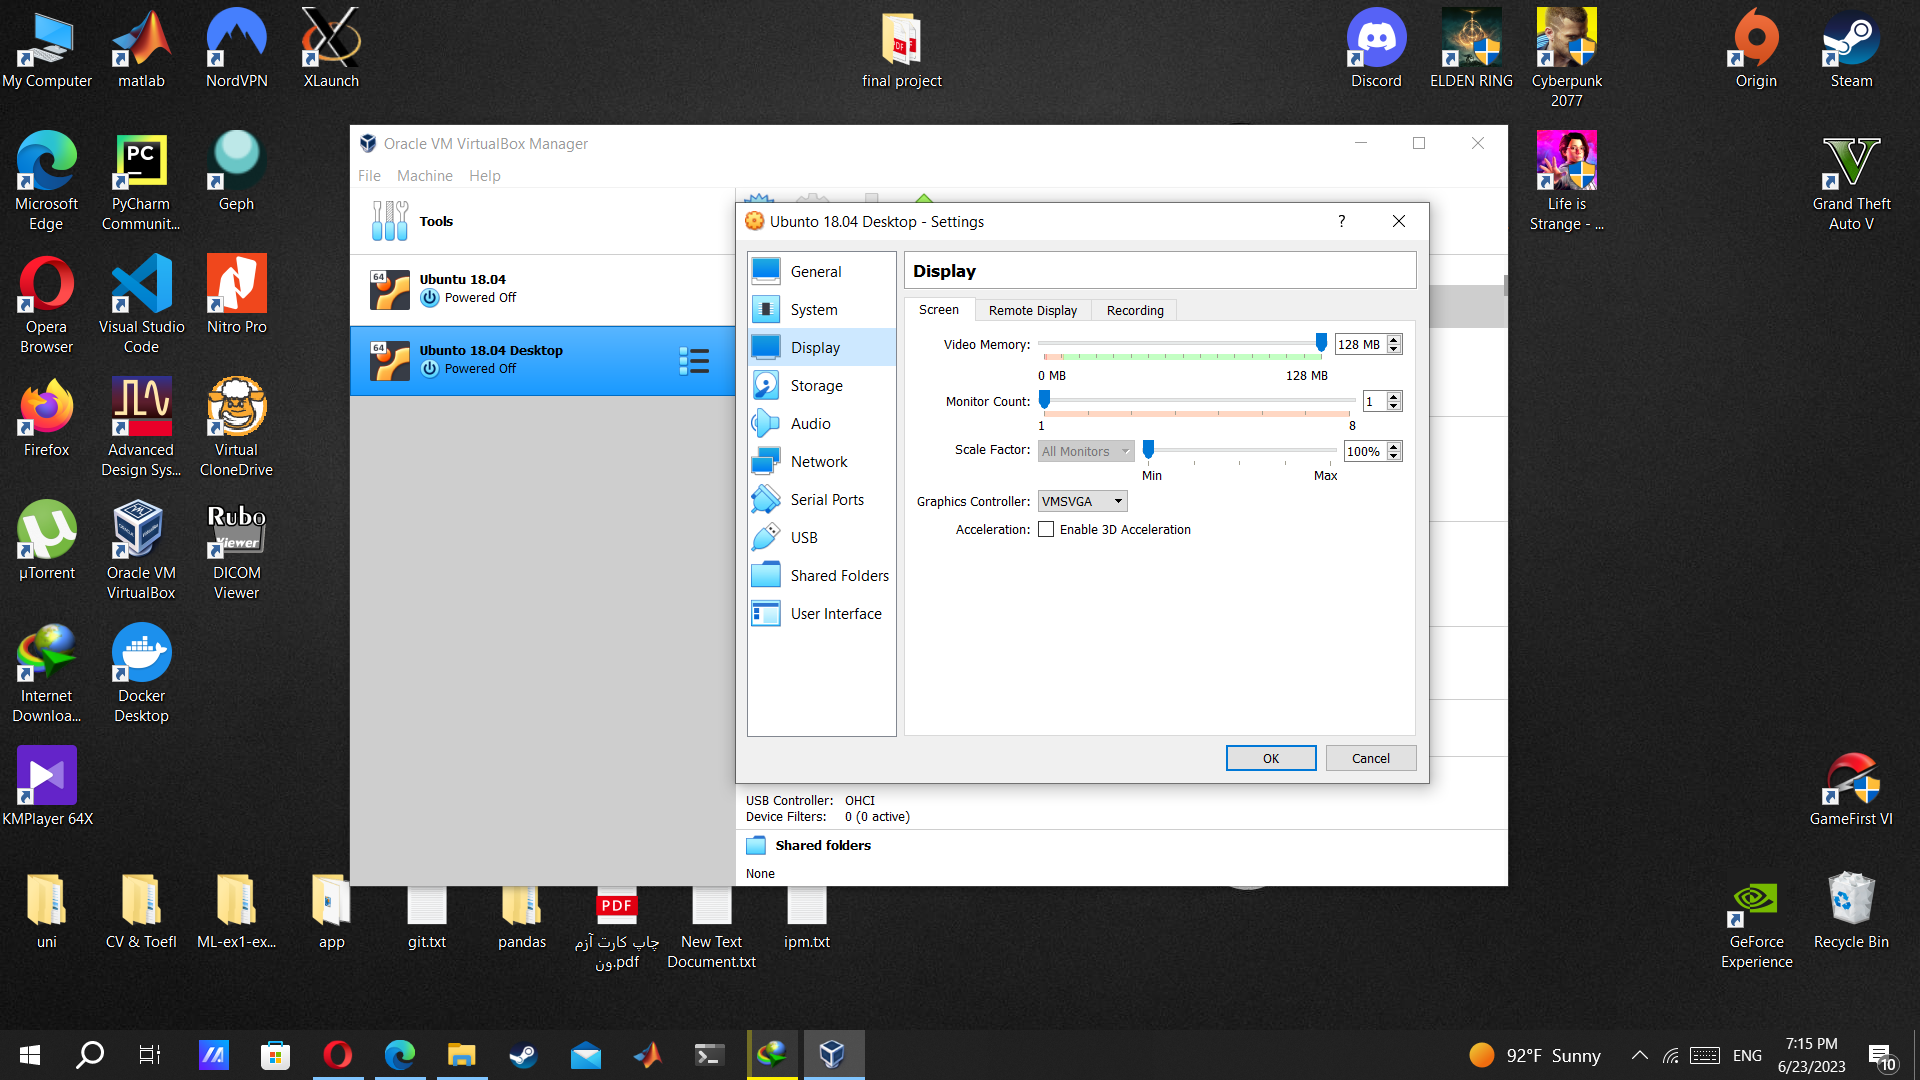 My Computer
matlab
NordVPN
XLaunch
final project
Discord
ELDEN RING
Cyberpunk
2077
Origin
Steam
Microsoft
Edge
PC
PyCharm
Communit...
Geph
Life is
Strange - ...
Grand Theft
Auto V
Opera
Browser
Visual Studio
Code
Nitro Pro
Firefox
Advanced
Design Sys...
Virtual
CloneDrive
µTorrent
Oracle VM
VirtualBox
Rubo
Viewer
DICOM
Viewer
Internet
Downloa...
Docker
Desktop
KMPlayer 64X
GameFirst VI
uni
CV & Toefl
ML-ex1-ex...
app
git.txt
pandas
PDF
چاپ کارت آزم
ون.pdf
New Text
Document.txt
ipm.txt
GeForce
Experience
Recycle Bin
Oracle VM VirtualBox Manager
File Machine Help
Tools
64
Ubuntu 18.04
Powered Off
64
Ubunto 18.04 Desktop
Powered Off
Ubunto 18.04 Desktop - Settings
?
General
System
Display
Storage
Audio
Network
Serial Ports
USB
Shared Folders
User Interface
Display
Screen Remote Display Recording
Video Memory: 128 MB
0 MB 128 MB
Monitor Count: 1
1 8
Scale Factor: All Monitors 100%
Min Max
Graphics Controller: VMSVGA
Acceleration: Enable 3D Acceleration
OK Cancel
USB Controller: OHCI
Device Filters: 0 (0 active)
Shared folders
None
92°F Sunny
ENG
7:15 PM
6/23/2023
10